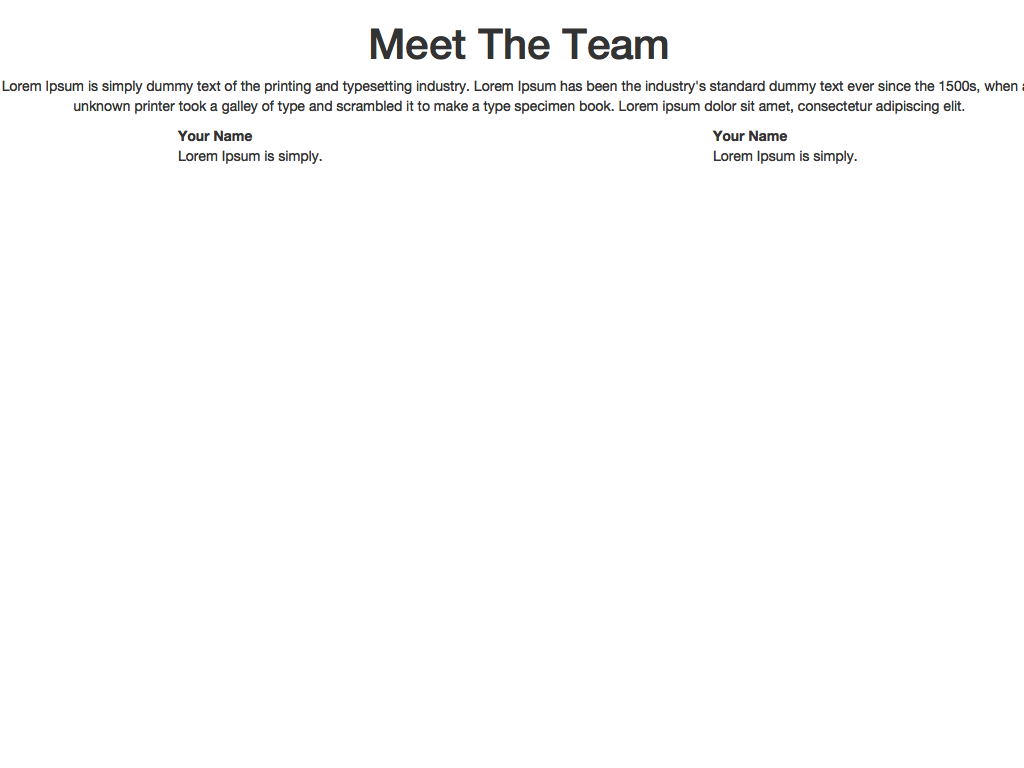 Meet The Team
Lorem Ipsum is simply dummy text of the printing and typesetting industry. Lorem Ipsum has been the industry's standard dummy text ever since the 1500s, when
unknown printer took a galley of type and scrambled it to make a type specimen book. Lorem ipsum dolor sit amet, consectetur adipiscing elit.
Your Name
Lorem Ipsum is simply.
Your Name
Lorem Ipsum is simply.